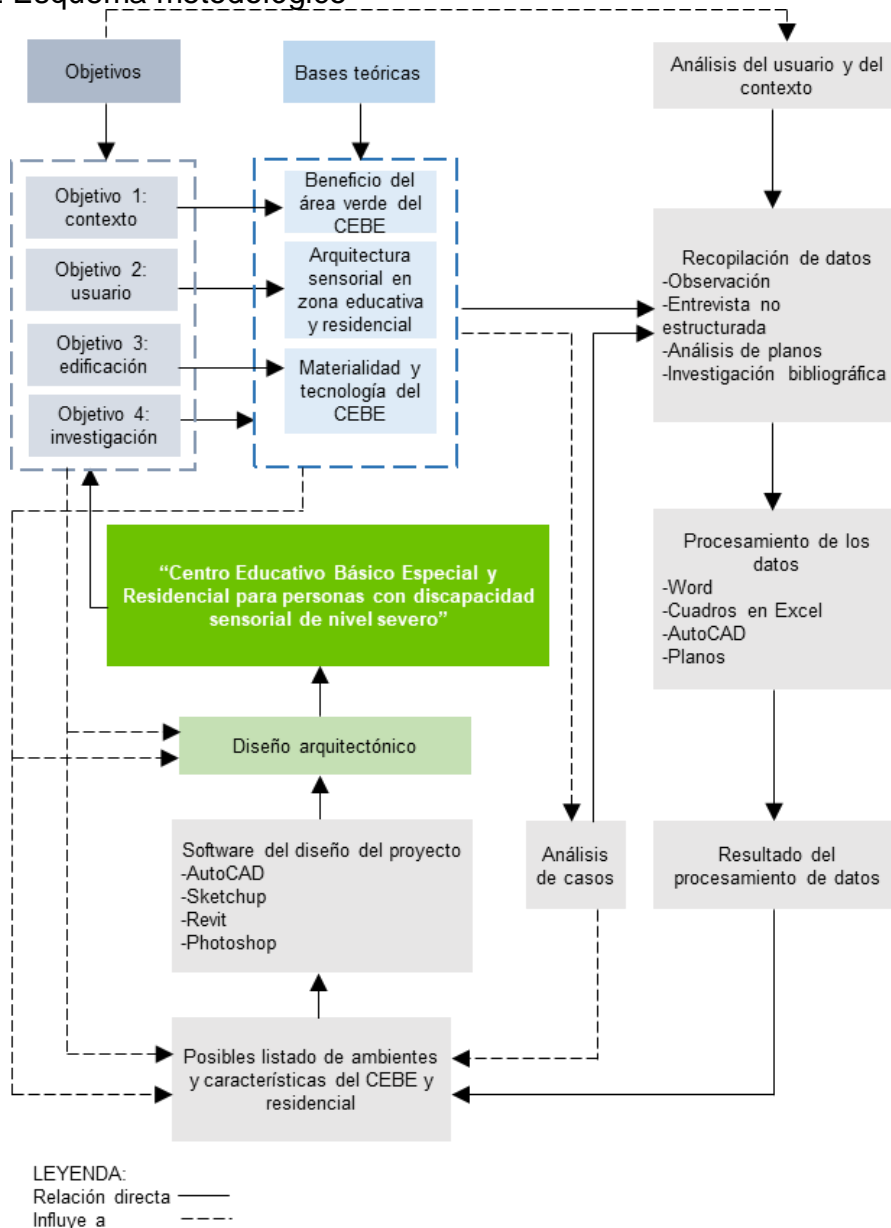 Esquema metodológico
Objetivos
Bases teóricas
Análisis del usuario y del
contexto
Objetivo 1:
contexto
Objetivo 2:
usuario
Objetivo 3:
edificación
Objetivo 4:
investigación
Beneficio del
área verde del
CEBE
Arquitectura
sensorial en
zona educativa
y residencial
Materialidad y
tecnología del
CEBE
Recopilación de datos
-Observación
-Entrevista no
estructurada
-Análisis de planos
-Investigación bibliográfica
“Centro Educativo Básico Especial y
Residencial para personas con discapacidad
sensorial de nivel severo”
Procesamiento de los
datos
-Word
-Cuadros en Excel
-AutoCAD
-Planos
Diseño arquitectónico
Software del diseño del proyecto
-AutoCAD
-Sketchup
-Revit
-Photoshop
Análisis
de casos
Resultado del
procesamiento de datos
Posibles listado de ambientes
y características del CEBE y
residencial
LEYENDA:
Relación directa
Influye a